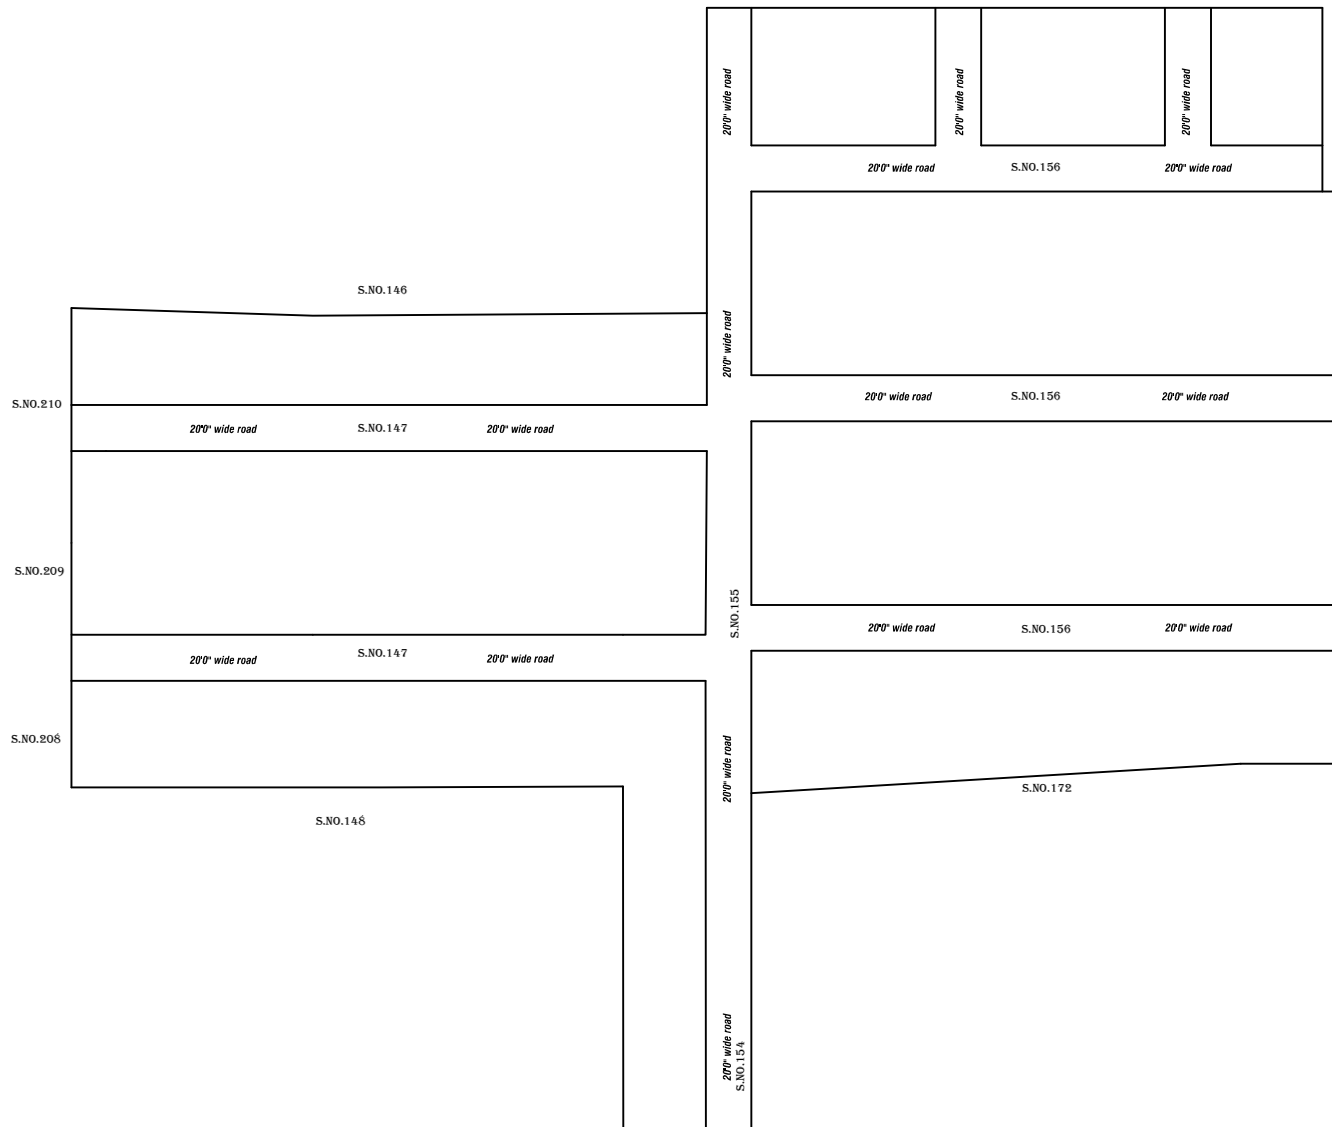 20'0" wide road
20'0" wide road
20'0" wide road
20'0" wide road
S.NO.156
20'0" wide road
S.NO.146
20'0" wide road
S.NO.210
20'0" wide road
S.NO.156
20'0" wide road
20'0" wide road
S.NO.147
20'0" wide road
S.NO.209
S.NO.155
20'0" wide road
S.NO.156
20'0" wide road
20'0" wide road
S.NO.147
20'0" wide road
S.NO.208
20'0" wide road
S.NO.172
S.NO.148
20'0" wide road
S.NO.154